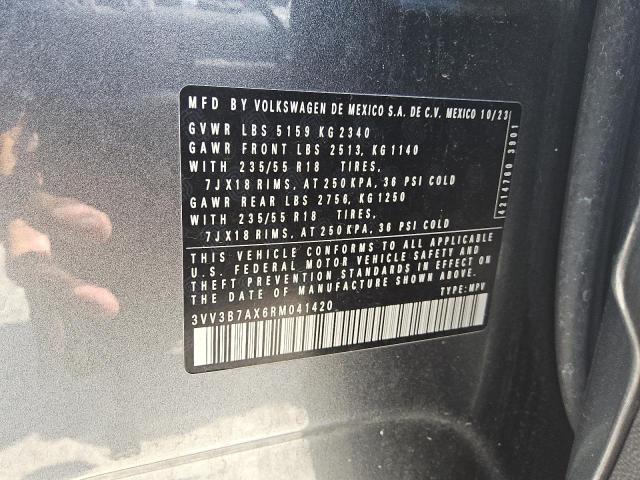 MFD BY VOLKSWAGEN DE MEXICO S.A. DE C.V. MEXICO 10/23
GVWR LBS 5159 KG 2340
GAWR FRONT LBS 2513, KG 1140
WITH 235/55 R18 TIRES,
7JX18 RIMS, AT 250 KPA, 36 PSI COLD
GAWR REAR LBS 2756, KG 1250
WITH 235/55 R18 TIRES,
7JX18 RIMS, AT 250 KPA, 36 PSI COLD
THIS VEHICLE CONFORMS TO ALL APPLICABLE
U.S. FEDERAL MOTOR VEHICLE SAFETY AND
THEFT PREVENTION STANDARDS IN EFFECT ON
THE DATE OF MANUFACTURE SHOWN ABOVE.
3VV3B7AX6RM041420 TYPE: MPV
4214760 3901